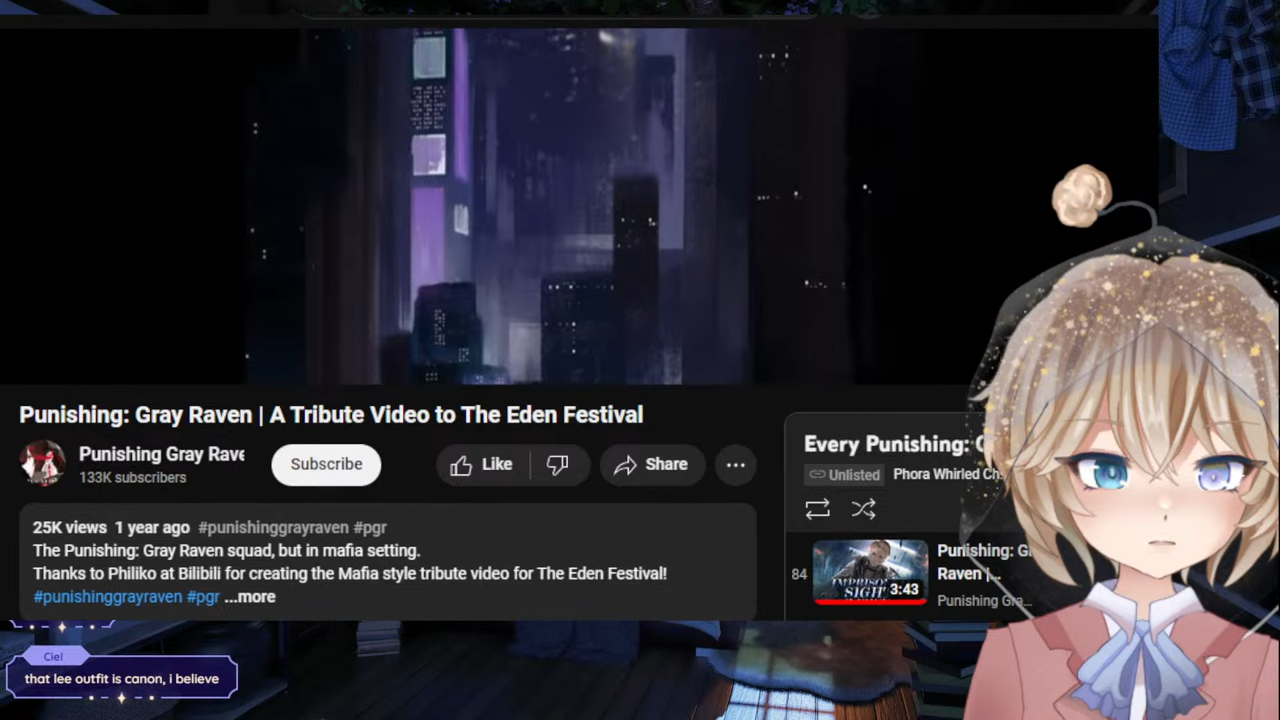 Punishing: Gray Raven | A Tribute Video to The Eden Festival
Punishing Gray Rave
133K subscribers
Subscribe
Like
Share
25K views 1 year ago #punishinggrayraven #pgr
The Punishing: Gray Raven squad, but in mafia setting.
Thanks to Philiko at Bilibili for creating the Mafia style tribute video for The Eden Festival!
#punishinggrayraven #pgr ...more
Every Punishing:
Unlisted
Phora Whirled
84
IMPRISON
SIGHT
3:43
Punishing:
Raven |...
Punishing
Ciel
that lee outfit is canon, i believe